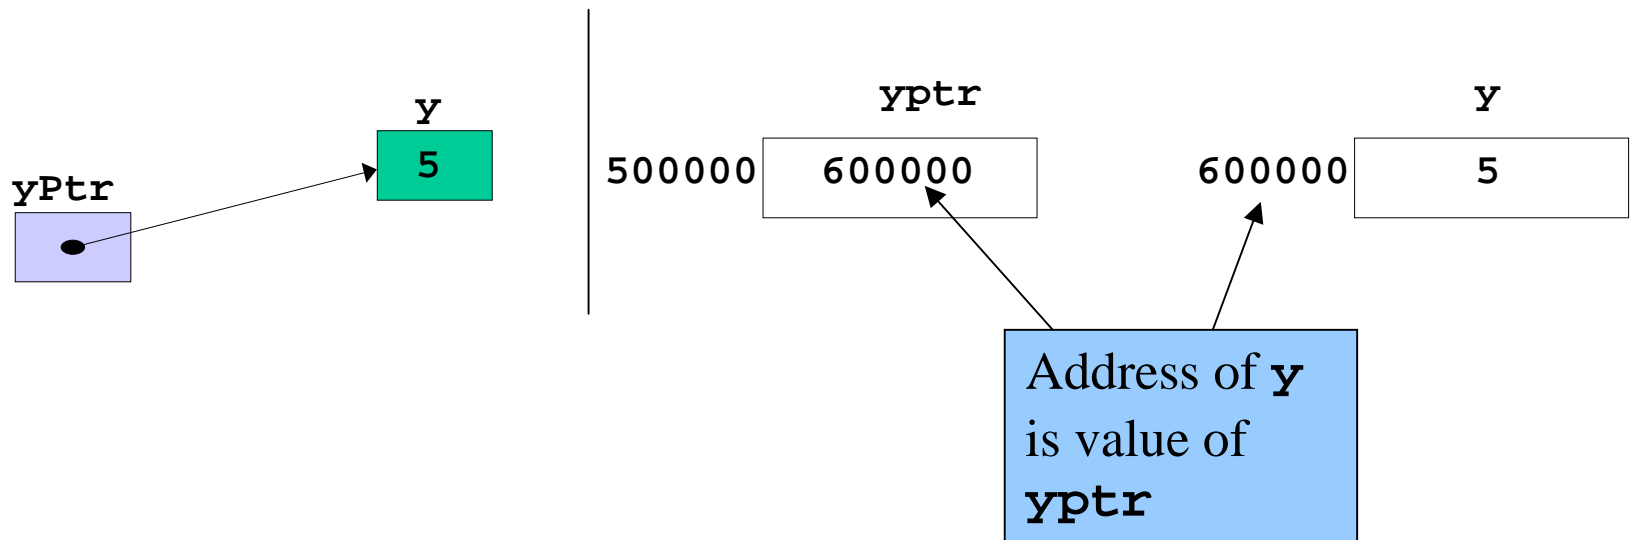 y
5
yPtr
yptr
y
500000 600000
600000 5
Address of y
is value of
yptr